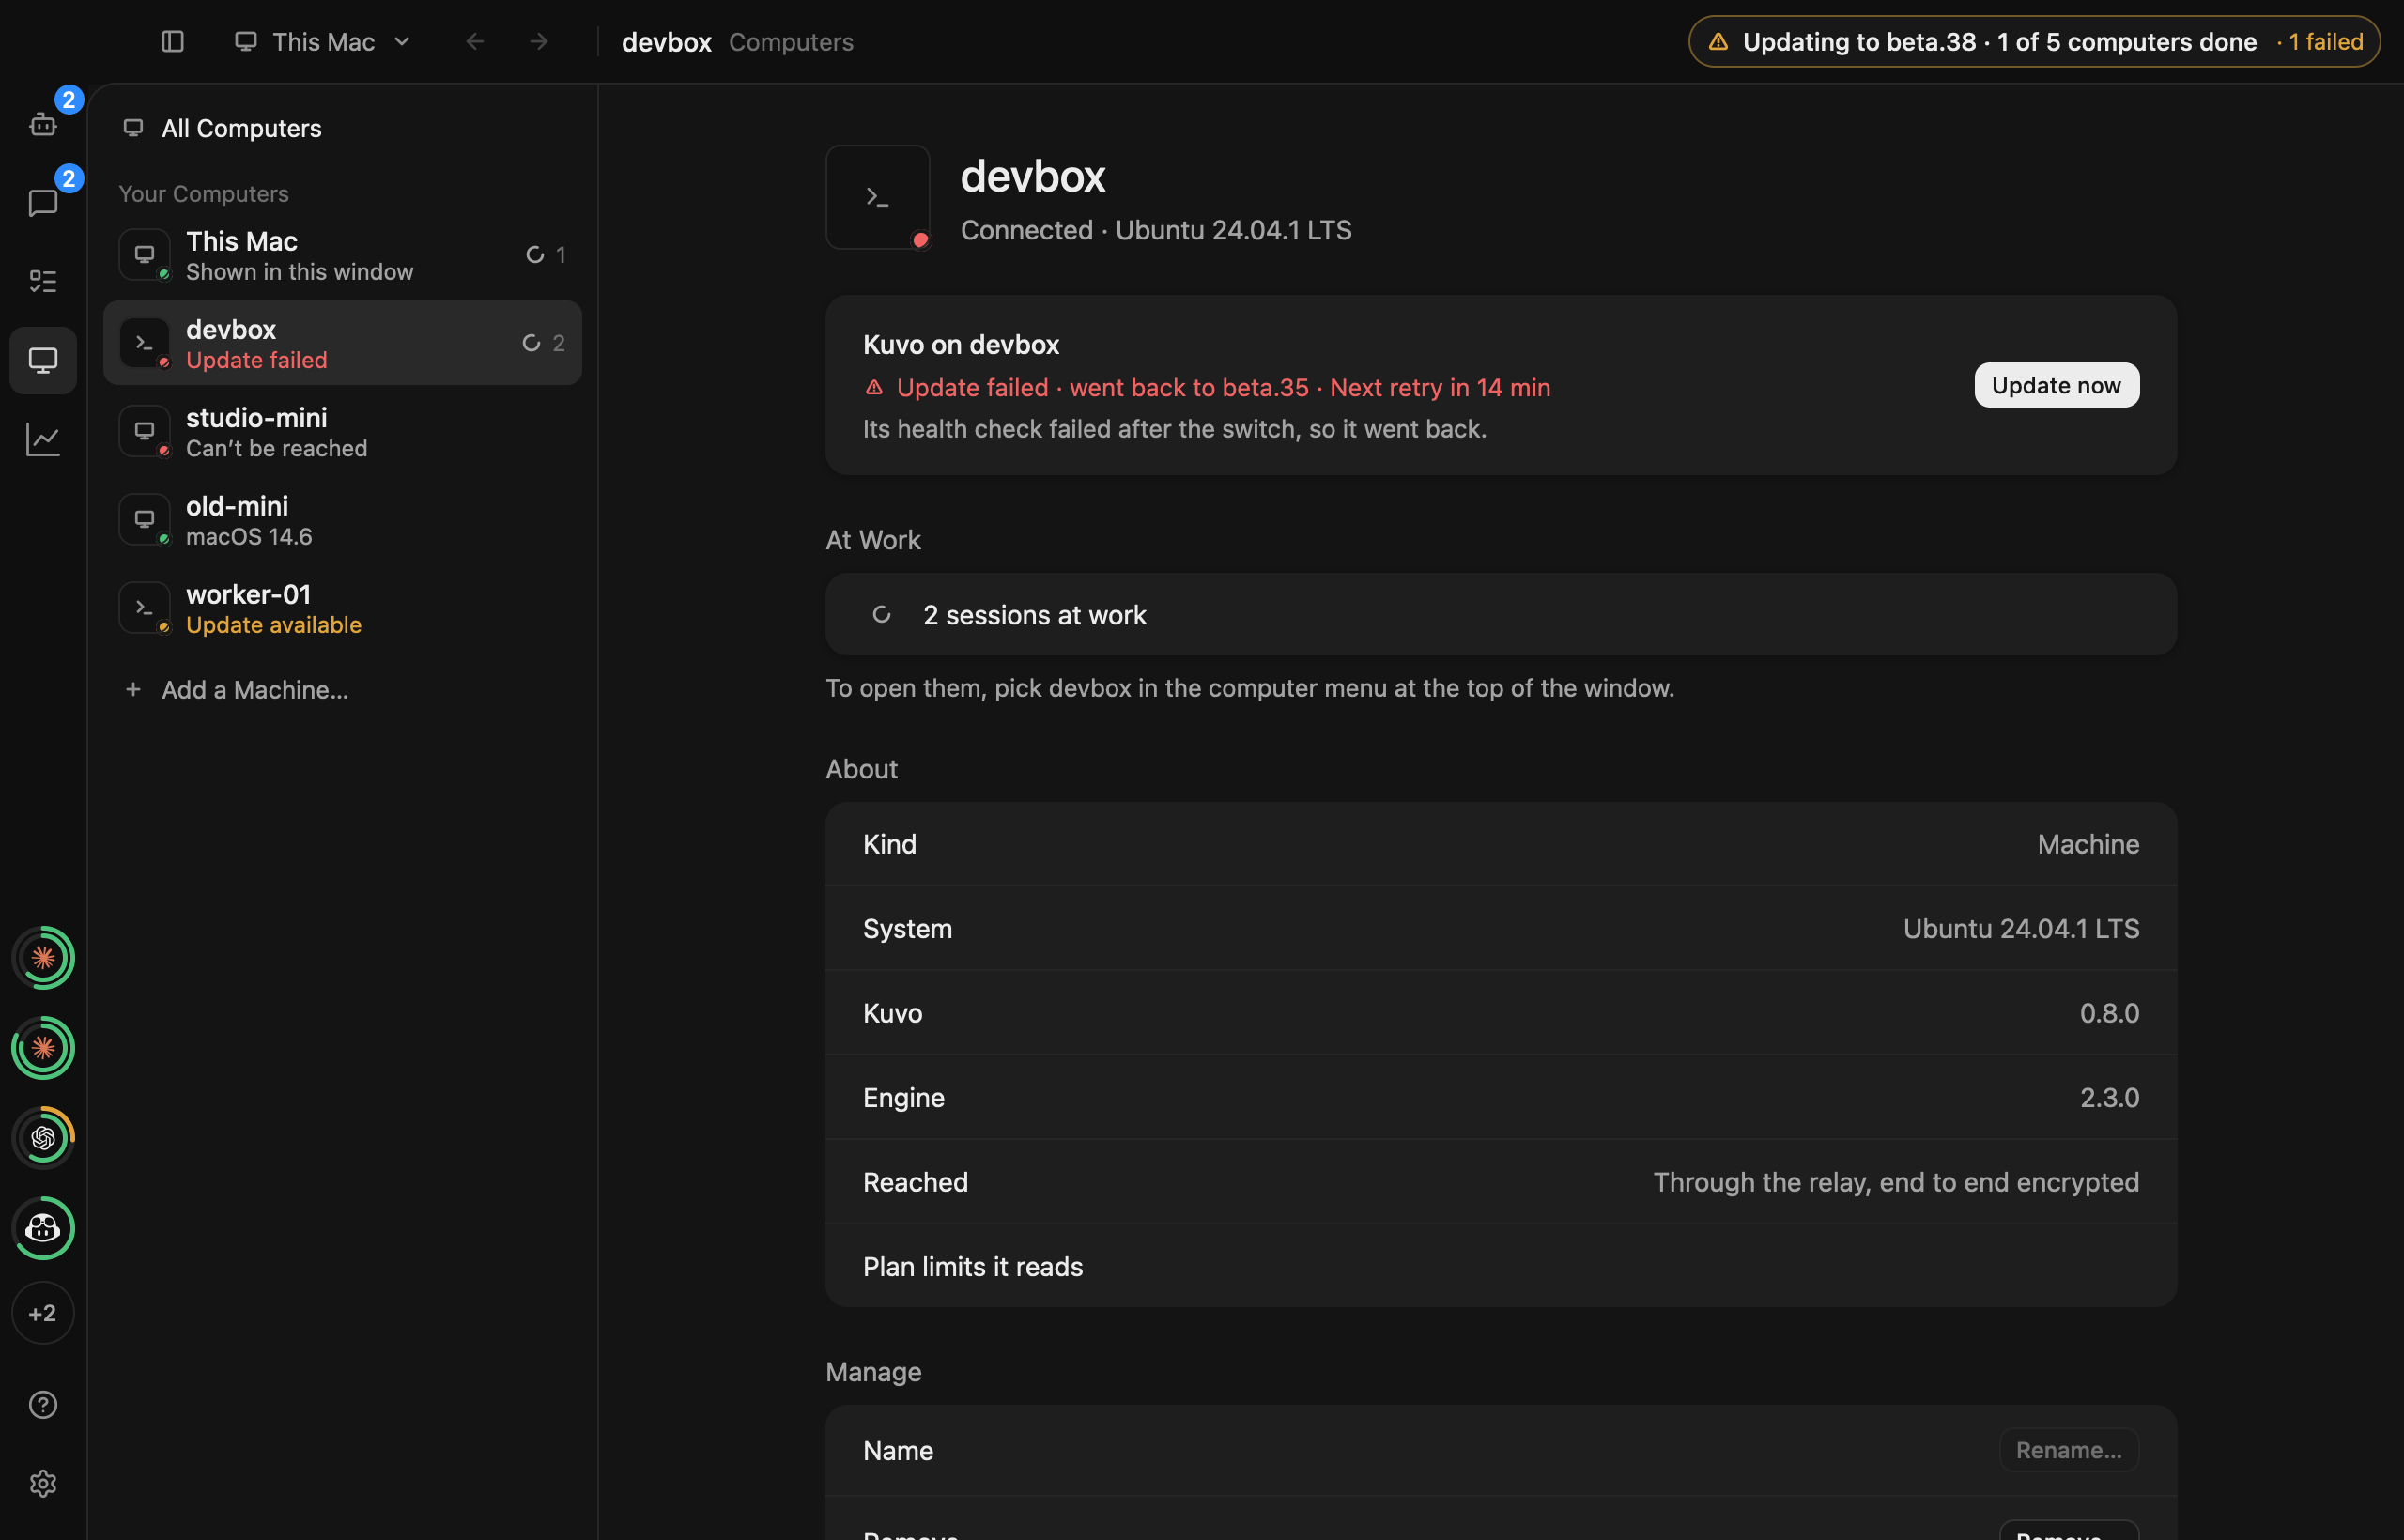 This Mac
devbox Computers
Updating to beta.38 · 1 of 5 computers done · 1 failed
2
2
All Computers
Your Computers
This Mac
Shown in this window
1
devbox
Update failed
2
studio-mini
Can’t be reached
old-mini
macOS 14.6
worker-01
Update available
+ Add a Machine...
+2
devbox
Connected · Ubuntu 24.04.1 LTS
Kuvo on devbox
Update failed · went back to beta.35 · Next retry in 14 min
Its health check failed after the switch, so it went back.
Update now
At Work
2 sessions at work
To open them, pick devbox in the computer menu at the top of the window.
About
Kind Machine
System Ubuntu 24.04.1 LTS
Kuvo 0.8.0
Engine 2.3.0
Reached Through the relay, end to end encrypted
Plan limits it reads
Manage
Name Rename...